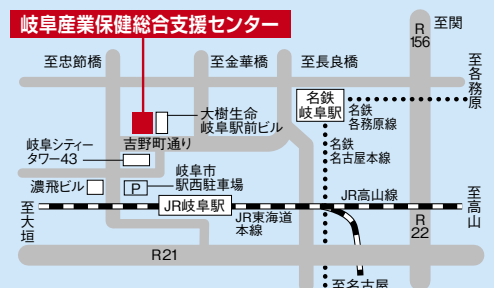 岐阜産業保健総合支援センター
R
156
至関
至忠節橋
至金華橋
至長良橋
至各務原
名鉄
岐阜駅
名鉄
各務原線
大樹生命
岐阜駅前ビル
吉野町通り
岐阜シティー
タワー43
名鉄
名古屋本線
岐阜市
駅西駐車場
濃飛ビル
P
JR高山線
至大垣
JR岐阜駅
JR東海道
本線
至高山
R
22
R21
至名古屋